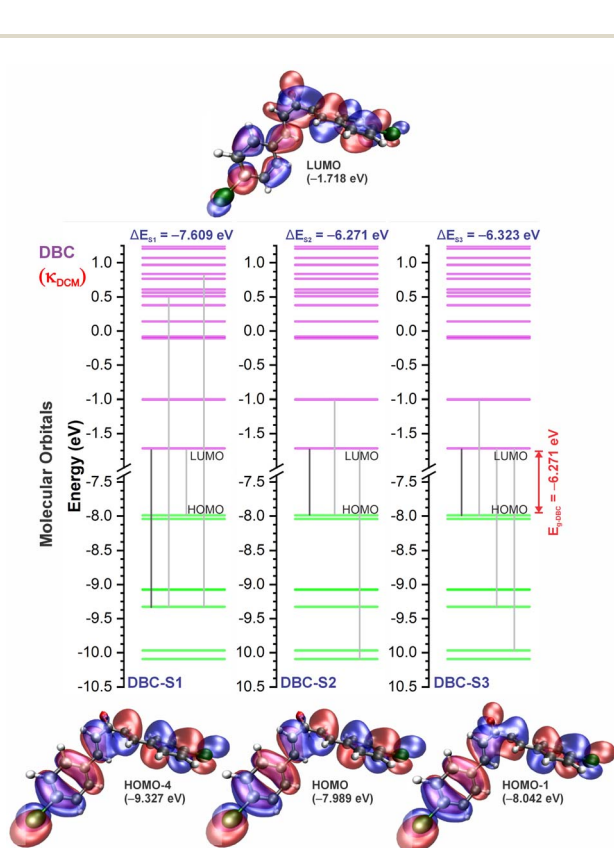 LUMO
(−1.718 eV)
ΔE_S1 = −7.609 eV
ΔE_S2 = −6.271 eV
ΔE_S3 = −6.323 eV
DBC
(κ_DCM)
Molecular Orbitals
Energy (eV)
1.0
0.5
0.0
-0.5
-1.0
-1.5
-7.5
-8.0
-8.5
-9.0
-9.5
-10.0
-10.5
LUMO
HOMO
DBC-S1
1.0
0.5
0.0
-0.5
-1.0
-1.5
-7.5
-8.0
-8.5
-9.0
-9.5
10.0
10.5
LUMO
HOMO
DBC-S2
1.0
0.5
0.0
-0.5
-1.0
-1.5
-7.5
-8.0
-8.5
-9.0
-9.5
10.0
10.5
LUMO
HOMO
DBC-S3
E_g-DBC = −6.271 eV
HOMO-4
(−9.327 eV)
HOMO
(−7.989 eV)
HOMO-1
(−8.042 eV)